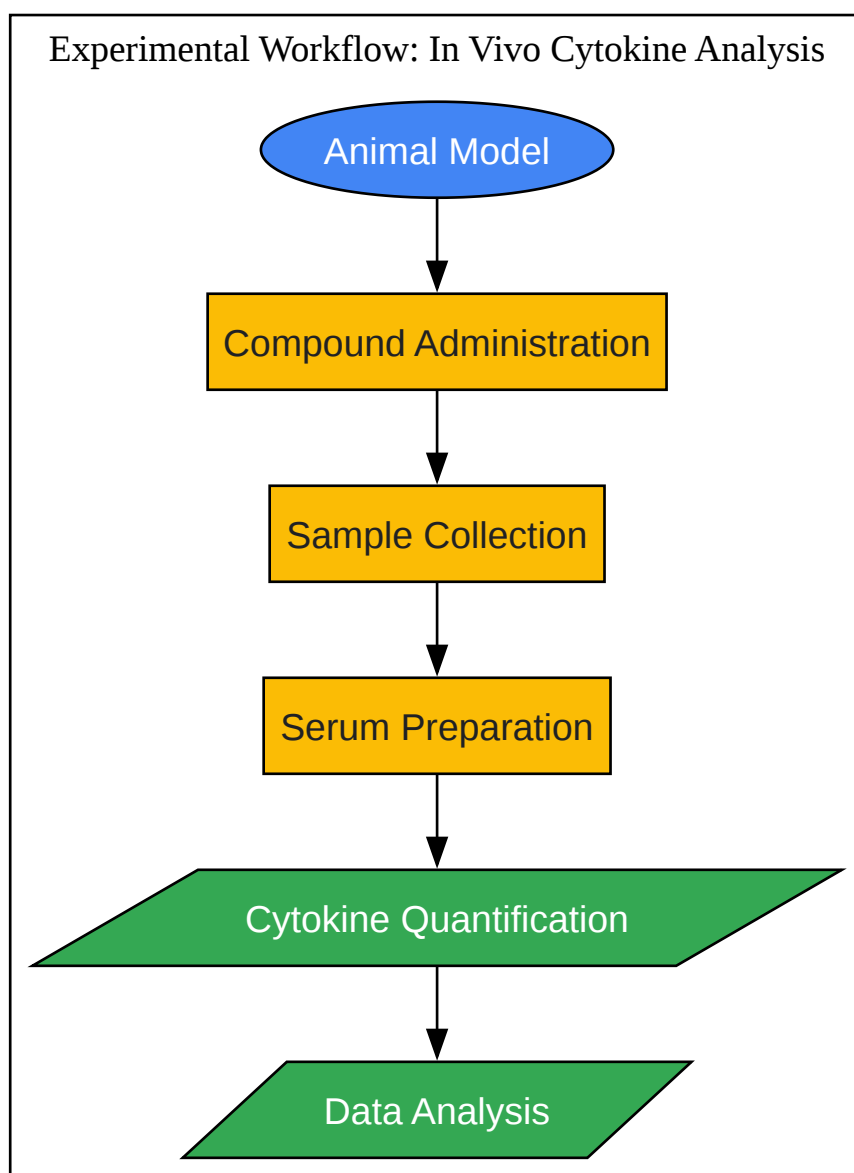 Experimental Workflow: In Vivo Cytokine Analysis
Animal Model
Compound Administration
Sample Collection
Serum Preparation
Cytokine Quantification
Data Analysis